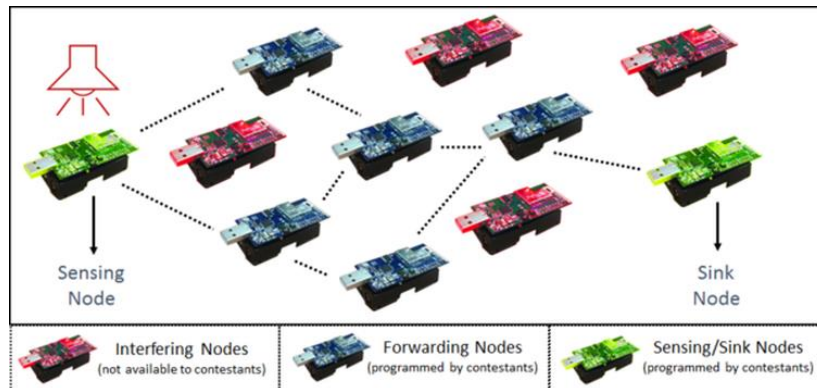 Sensing
Node
Sink
Node
Interfering Nodes
(not available to contestants)
Forwarding Nodes
(programmed by contestants)
Sensing/Sink Nodes
(programmed by contestants)